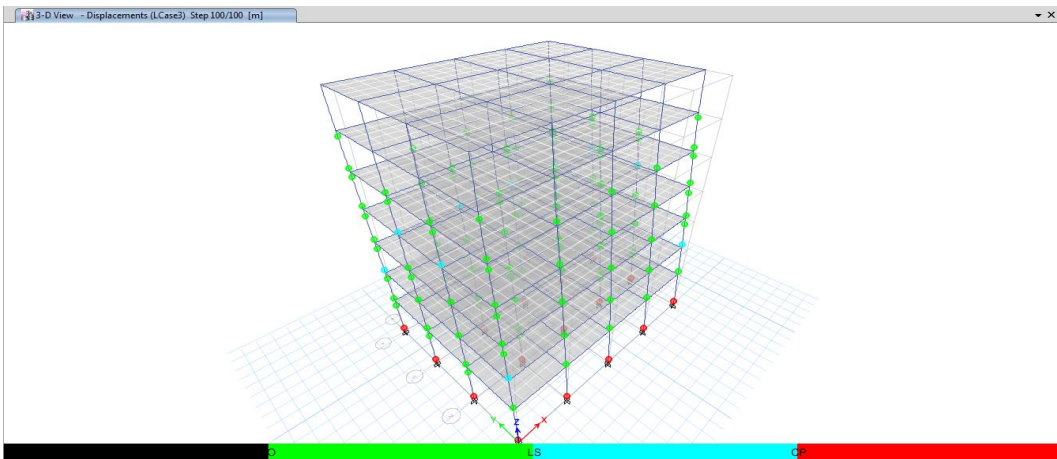 3-D View - Displacements (LCase3) Step 100/100 [m]
Y
Z
X
IO
LS
CP